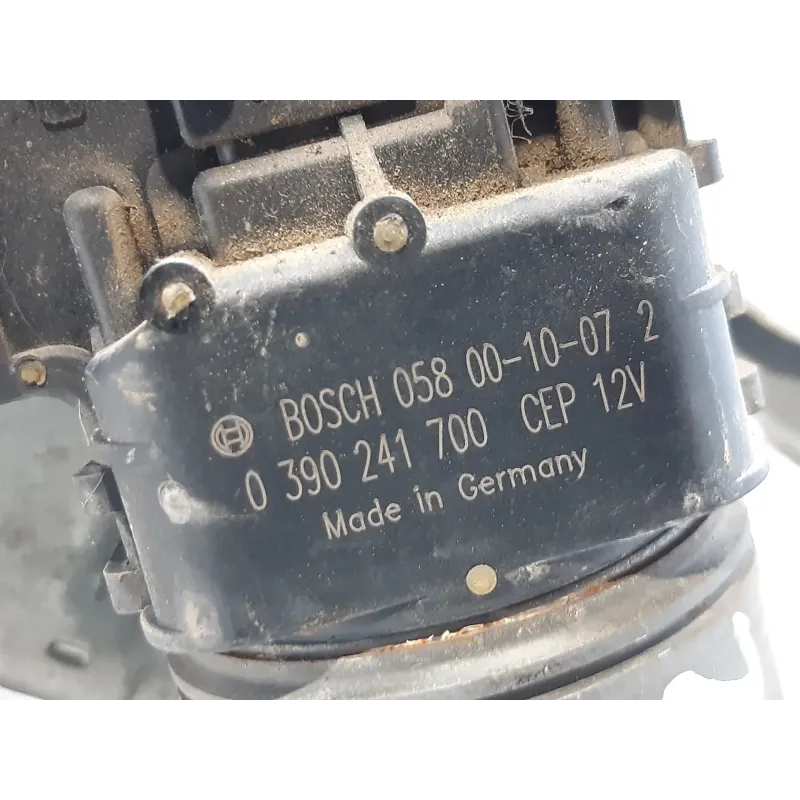 BOSCH 058 00-10-07 2
0 390 241 700 CEP 12V
Made in Germany